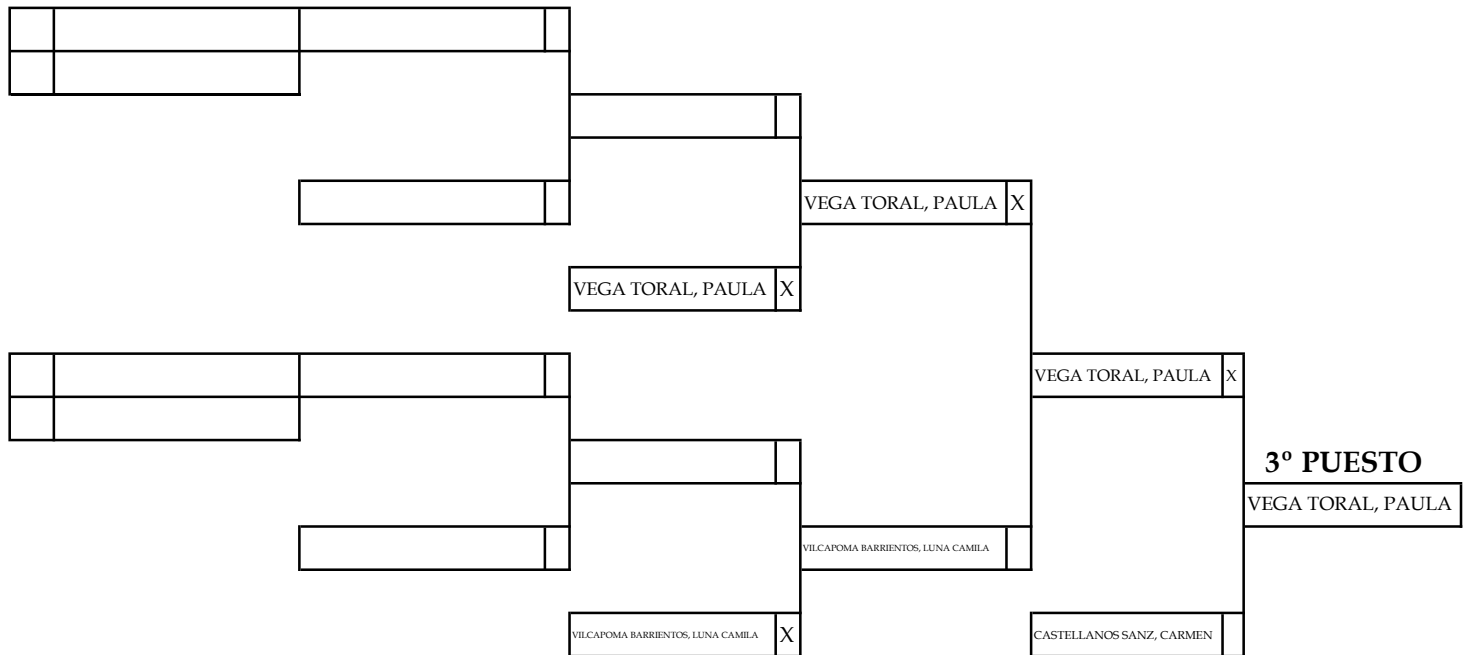 VEGA TORAL, PAULA X
VEGA TORAL, PAULA X
VEGA TORAL, PAULA X
3º PUESTO
VEGA TORAL, PAULA
VILCAPOMA BARRIENTOS, LUNA CAMILA
VILCAPOMA BARRIENTOS, LUNA CAMILA X
CASTELLANOS SANZ, CARMEN